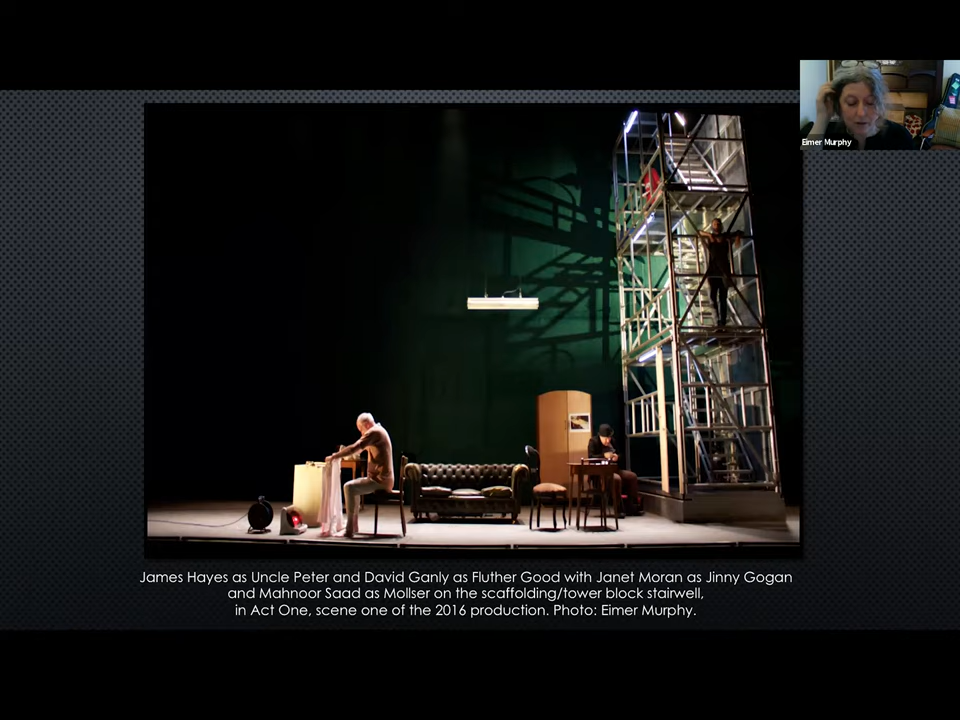 Eimer Murphy
James Hayes as Uncle Peter and David Ganly as Fluther Good with Janet Moran as Jinny Gogan
and Mahnoor Saad as Mollser on the scaffolding/tower block stairwell,
in Act One, scene one of the 2016 production. Photo: Eimer Murphy.